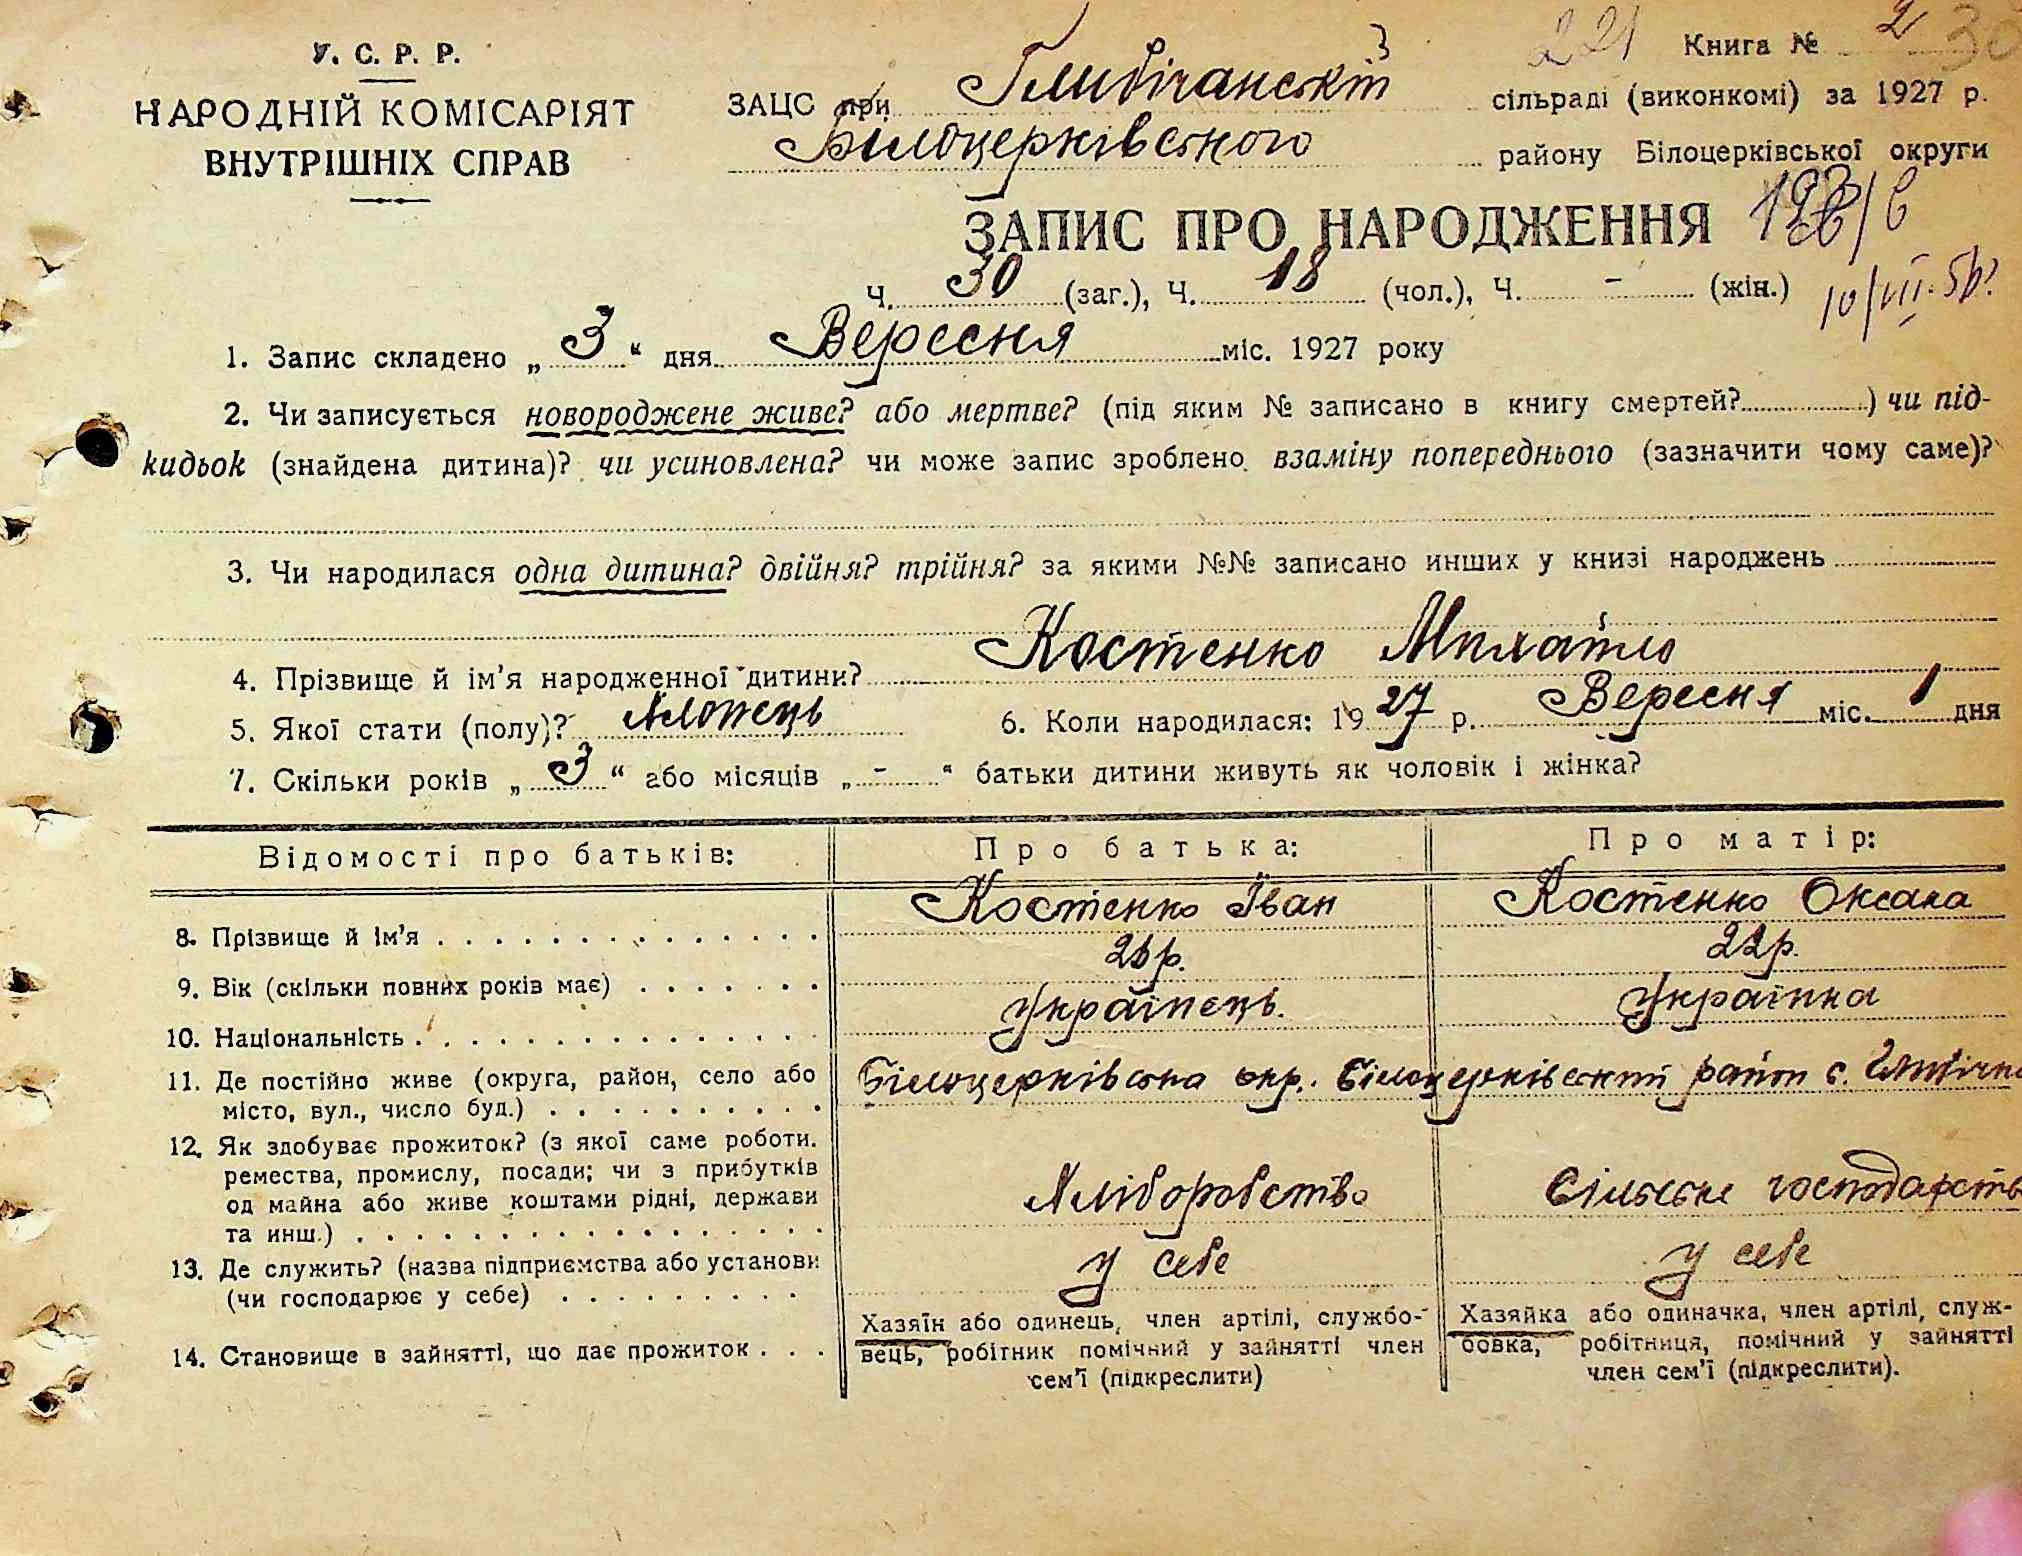 У. С. Р. Р.
НАРОДНІЙ КОМІСАРІЯТ
ВНУТРІШНІХ СПРАВ
221 Книга № 2 30
ЗАЦС при Глибічанскій сільраді (виконкомі) за 1927 р.
Білоцерківського району Білоцерківської округи
ЗАПИС ПРО НАРОДЖЕННЯ
Ч. 30 (заг.), Ч. 18 (чол.), Ч. - (жін.)
1. Запис складено „ 3 “ дня Вересня міс. 1927 року
2. Чи записується новороджене живе? або мертве? (під яким № записано в книгу смертей? ) чи під-
кидьок (знайдена дитина)? чи усиновлена? чи може запис зроблено взаміну попереднього (зазначити чому саме)?
3. Чи народилася одна дитина? двійня? трійня? за якими №№ записано инших у книзі народжень
4. Прізвище й ім'я народженної дитини? Костенко Михайло
5. Якої стати (полу)? Хлопець 6. Коли народилася: 1927 р. Вересня міс. 1 дня
7. Скільки років „ 3 “ або місяців „ - “ батьки дитини живуть як чоловік і жінка?
Відомості про батьків: Про батька: Про матір:
8. Прізвище й ім'я Костенко Іван Костенко Оксана
9. Вік (скільки повних років має) 22р.
10. Національність Українець. Українка
11. Де постійно живе (округа, район, село або
місто, вул., число буд.) Білоцерківська окр. Білоцерківский район с.
12. Як здобуває прожиток? (з якої саме роботи.
ремества, промислу, посади; чи з прибутків
од майна або живе коштами рідні, держави
та инш.) Хліборобство Сільське господарств
13. Де служить? (назва підприємства або установи
(чи господарює у себе) у себе у себе
14. Становище в зайнятті, що дає прожиток
Хазяїн або одинець, член артілі, службо-
вець, робітник помічний у зайнятті член
сем'ї (підкреслити)
Хазяйка або одиначка, член артілі, служ-
бовка, робітниця, помічний у зайнятті
член сем'ї (підкреслити).